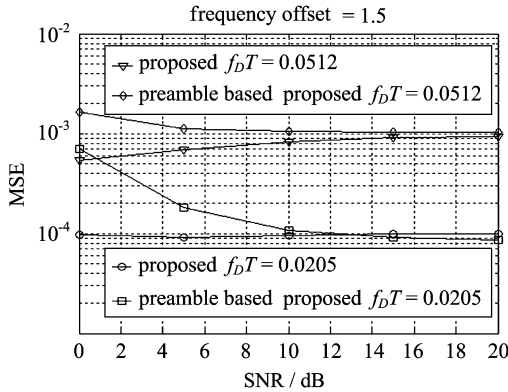 frequency offset = 1.5
10⁻²
proposed f_DT = 0.0512
preamble based proposed f_DT = 0.0512
10⁻³
MSE
10⁻⁴
proposed f_DT = 0.0205
preamble based proposed f_DT = 0.0205
0 2 4 6 8 10 12 14 16 18 20
SNR / dB